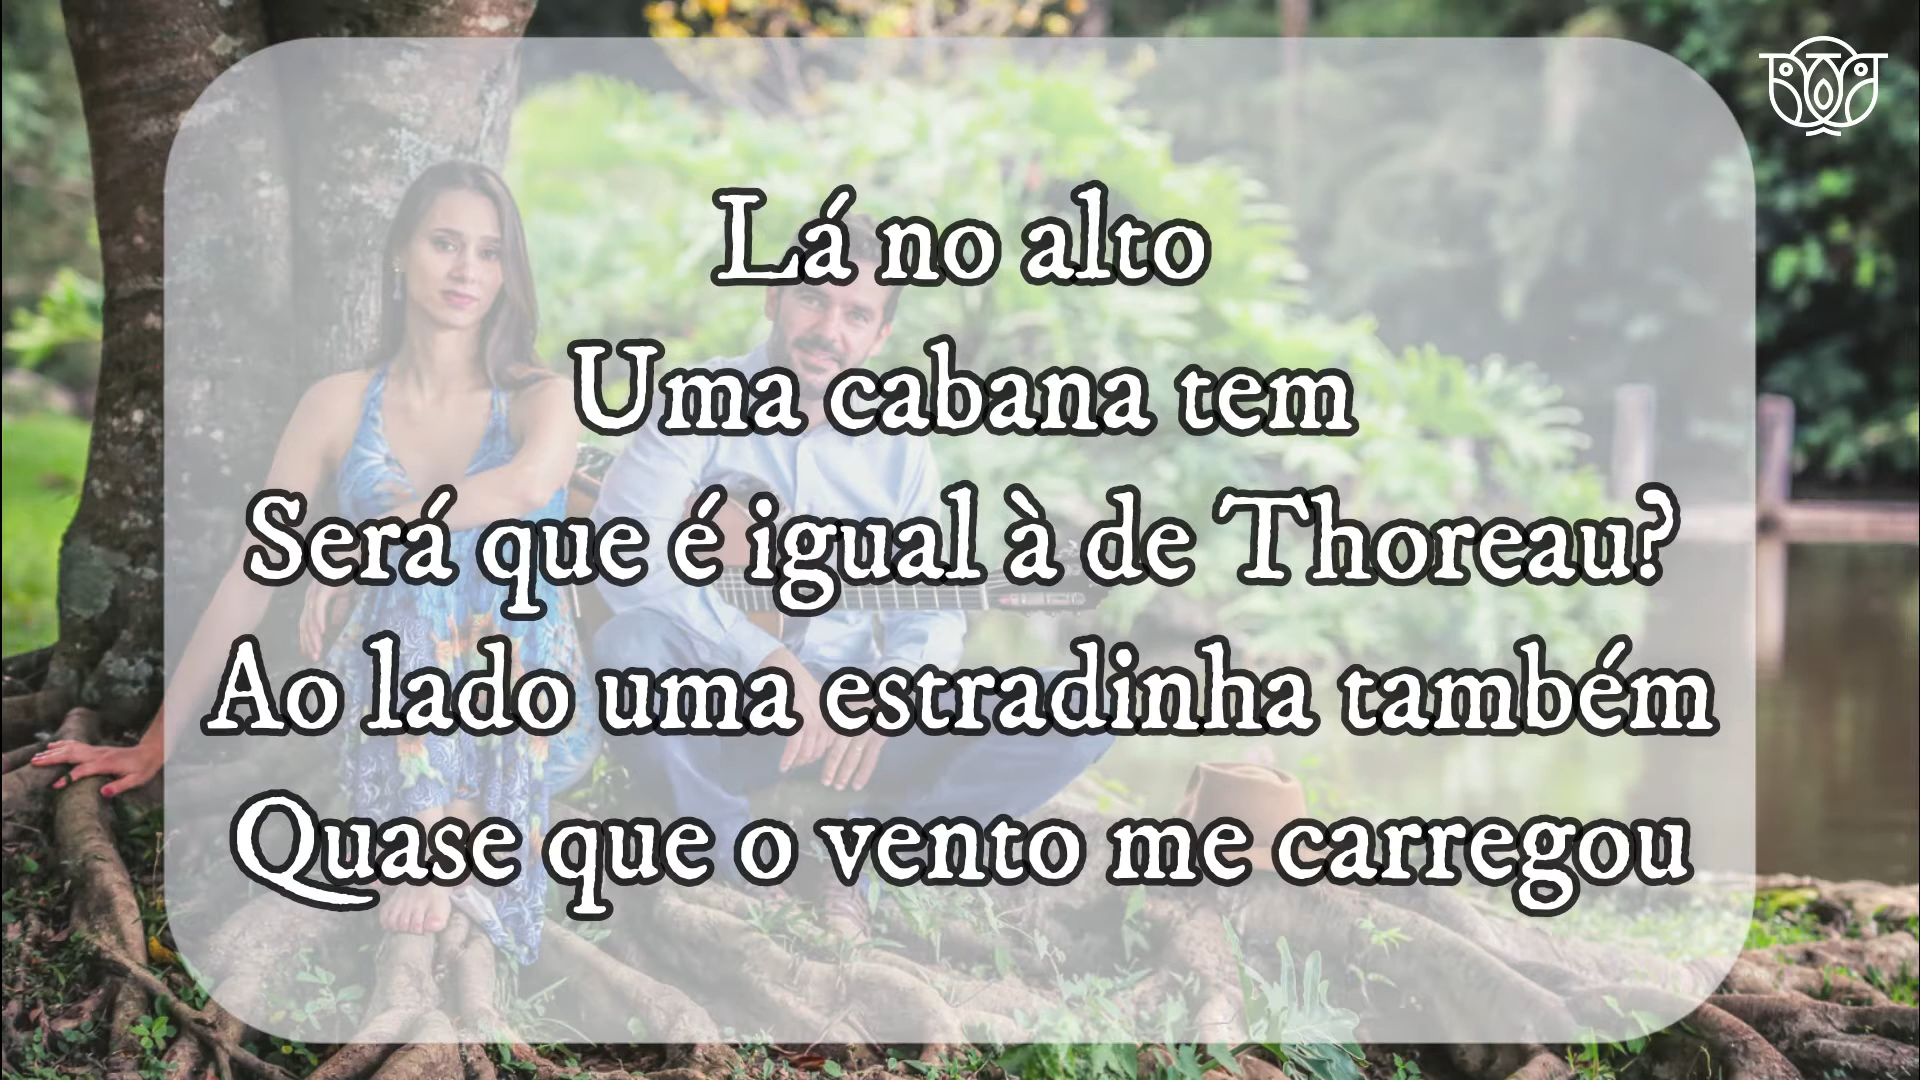 Lá no alto
Uma cabana tem
Será que é igual à de Thoreau?
Ao lado uma estradinha também
Quase que o vento me carregou